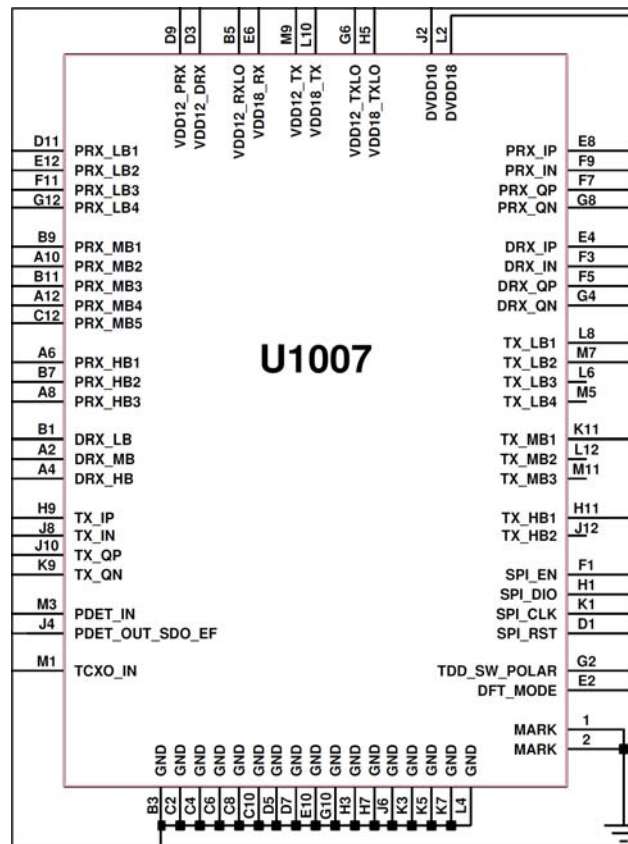 D9 D3 B5 E6 M9 L10 G6 H5 J2 L2
VDD12_PRX VDD12_DRX VDD12_RXLO VDD18_RX VDD12_TX VDD18_TX VDD12_TXLO VDD18_TXLO DVDD10 DVDD18
D11 PRX_LB1 PRX_IP E8
E12 PRX_LB2 PRX_IN F9
F11 PRX_LB3 PRX_QP F7
G12 PRX_LB4 PRX_QN G8
B9 PRX_MB1 DRX_IP E4
A10 PRX_MB2 DRX_IN F3
B11 PRX_MB3 DRX_QP F5
A12 PRX_MB4 DRX_QN G4
C12 PRX_MB5
U1007
TX_LB1 L8
A6 PRX_HB1 TX_LB2 M7
B7 PRX_HB2 TX_LB3 L6
A8 PRX_HB3 TX_LB4 M5
B1 DRX_LB TX_MB1 K11
A2 DRX_MB TX_MB2 L12
A4 DRX_HB TX_MB3 M11
H9 TX_IP TX_HB1 H11
J8 TX_IN TX_HB2 J12
J10 TX_QP
K9 TX_QN SPI_EN F1
SPI_DIO H1
M3 PDET_IN SPI_CLK K1
J4 PDET_OUT_SDO_EF SPI_RST D1
M1 TCXO_IN TDD_SW_POLAR G2
DFT_MODE E2
MARK 1
MARK 2
GND GND GND GND GND GND GND GND GND GND GND GND GND GND GND GND GND
B3 C2 C4 C6 C8 C10 D5 D7 E10 G10 H3 H7 J6 K3 K5 K7 L4